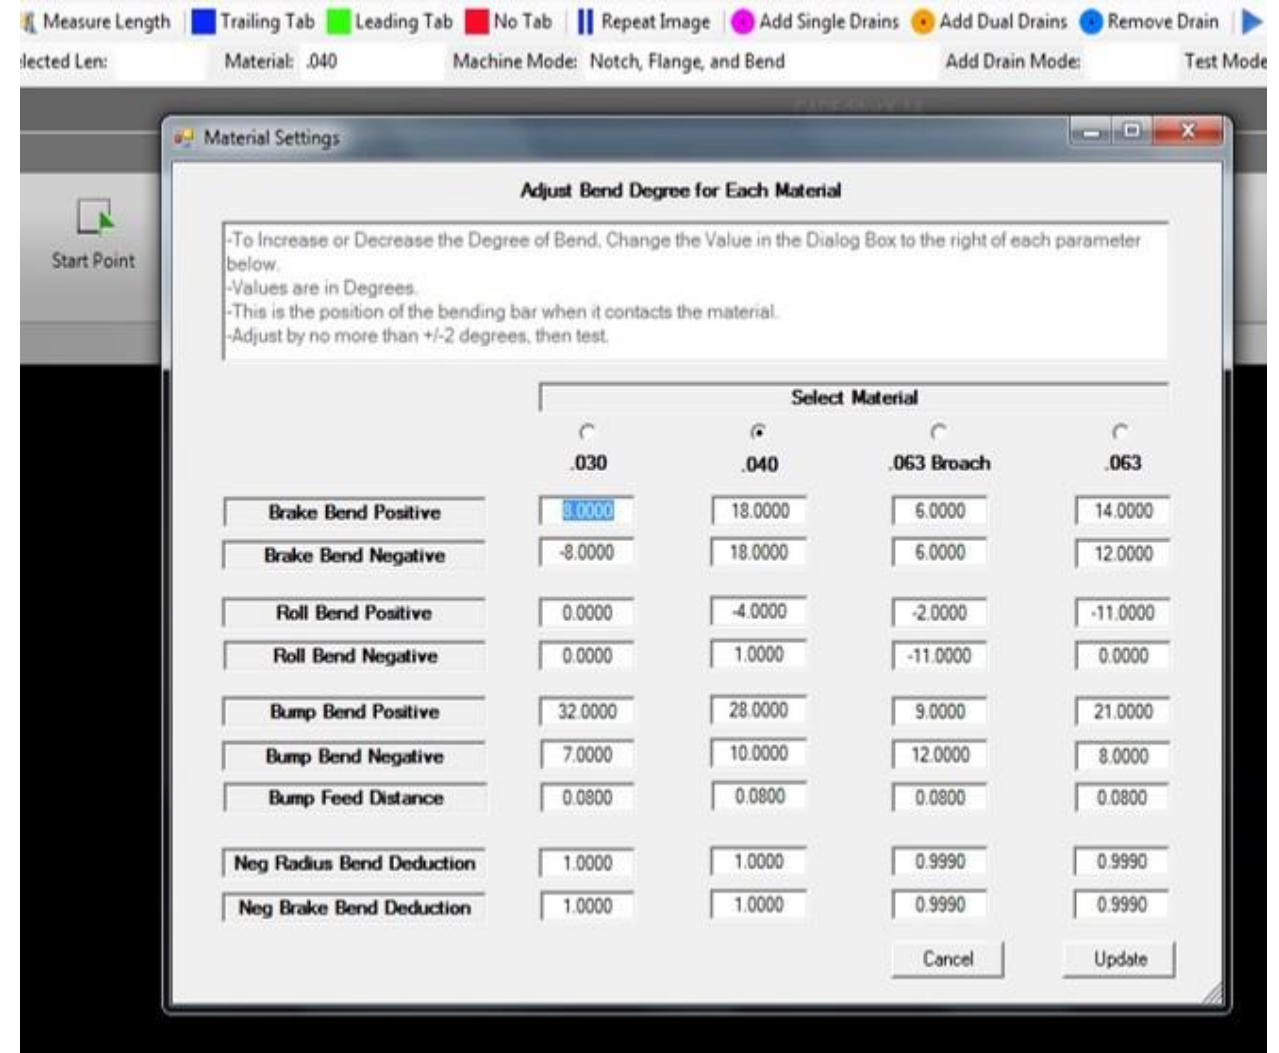 Measure Length Trailing Tab Leading Tab No Tab Repeat Image Add Single Drains Add Dual Drains Remove Drain
lected Len: Material: .040 Machine Mode: Notch, Flange, and Bend Add Drain Mode: Test Mode
Material Settings
Start Point
Adjust Bend Degree for Each Material
-To Increase or Decrease the Degree of Bend, Change the Value in the Dialog Box to the right of each parameter
below.
-Values are in Degrees.
-This is the position of the bending bar when it contacts the material.
-Adjust by no more than +/-2 degrees, then test.
Select Material
.030 .040 .063 Broach .063
Brake Bend Positive 8.0000 18.0000 6.0000 14.0000
Brake Bend Negative -8.0000 18.0000 6.0000 12.0000
Roll Bend Positive 0.0000 -4.0000 -2.0000 -11.0000
Roll Bend Negative 0.0000 1.0000 -11.0000 0.0000
Bump Bend Positive 32.0000 28.0000 9.0000 21.0000
Bump Bend Negative 7.0000 10.0000 12.0000 8.0000
Bump Feed Distance 0.0800 0.0800 0.0800 0.0800
Neg Radius Bend Deduction 1.0000 1.0000 0.9990 0.9990
Neg Brake Bend Deduction 1.0000 1.0000 0.9990 0.9990
Cancel Update